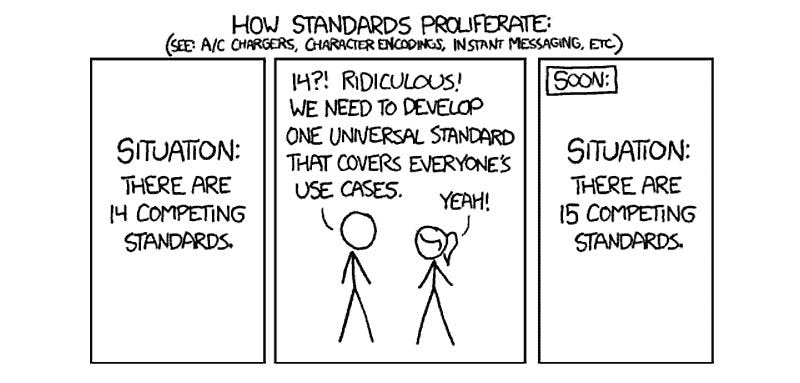 HOW STANDARDS PROLIFERATE:
(SEE: A/C CHARGERS, CHARACTER ENCODINGS, INSTANT MESSAGING, ETC.)
SITUATION:
THERE ARE
14 COMPETING
STANDARDS.
14?! RIDICULOUS!
WE NEED TO DEVELOP
ONE UNIVERSAL STANDARD
THAT COVERS EVERYONE'S
USE CASES.
YEAH!
SOON:
SITUATION:
THERE ARE
15 COMPETING
STANDARDS.